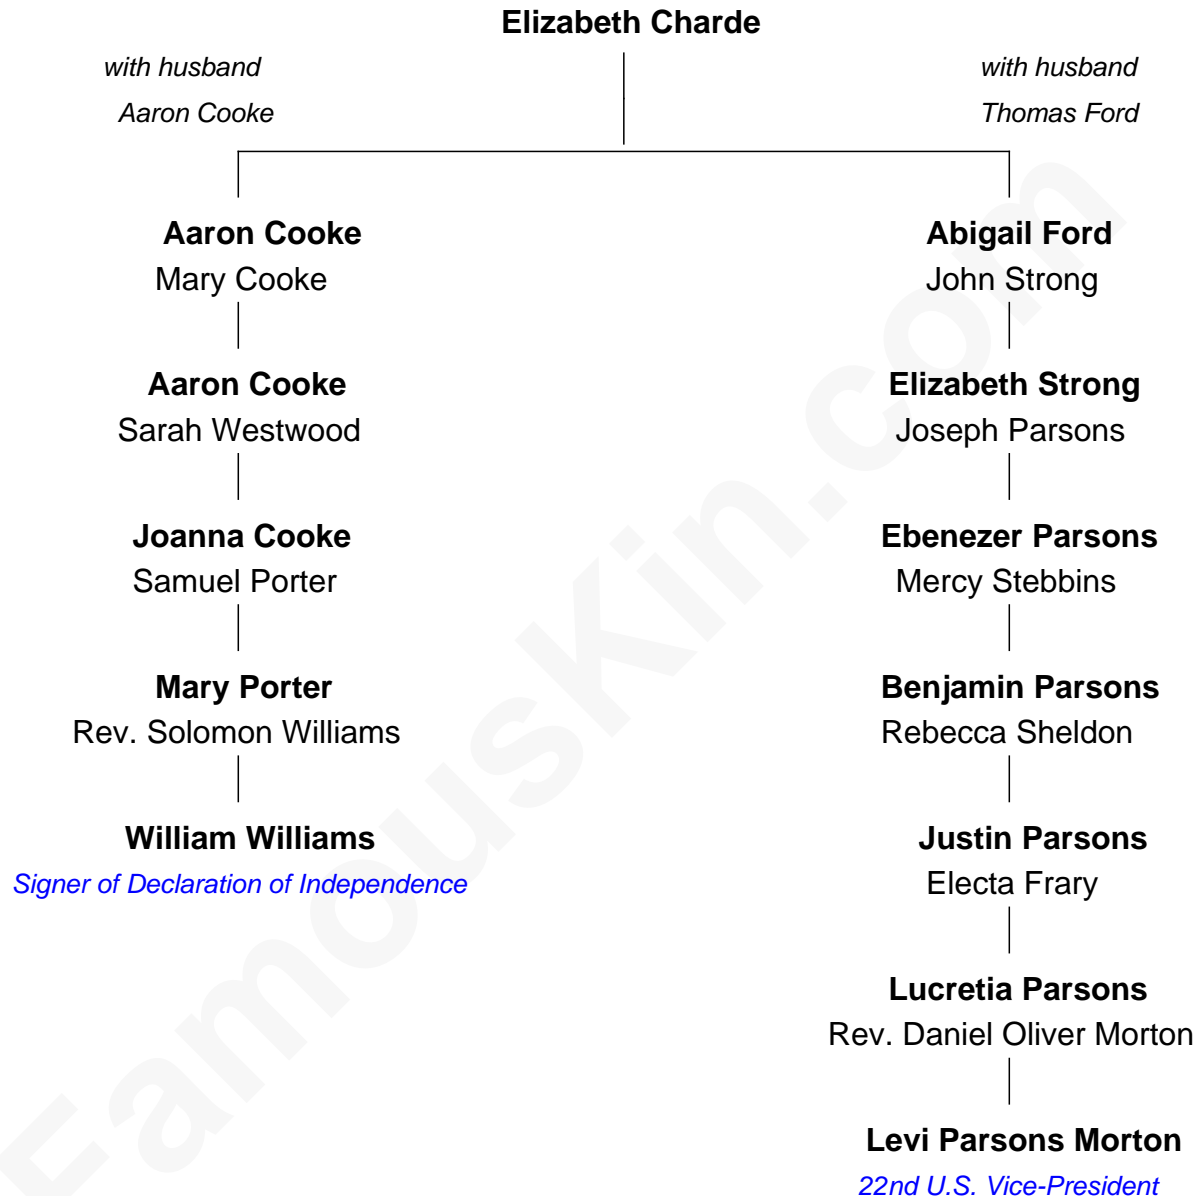 Elizabeth Charde
with husband
Aaron Cooke
with husband
Thomas Ford
Aaron Cooke
Mary Cooke
Abigail Ford
John Strong
Aaron Cooke
Sarah Westwood
Elizabeth Strong
Joseph Parsons
Joanna Cooke
Samuel Porter
Ebenezer Parsons
Mercy Stebbins
Mary Porter
Rev. Solomon Williams
Benjamin Parsons
Rebecca Sheldon
William Williams
Signer of Declaration of Independence
Justin Parsons
Electa Frary
Lucretia Parsons
Rev. Daniel Oliver Morton
Levi Parsons Morton
22nd U.S. Vice-President
FamousKin.com